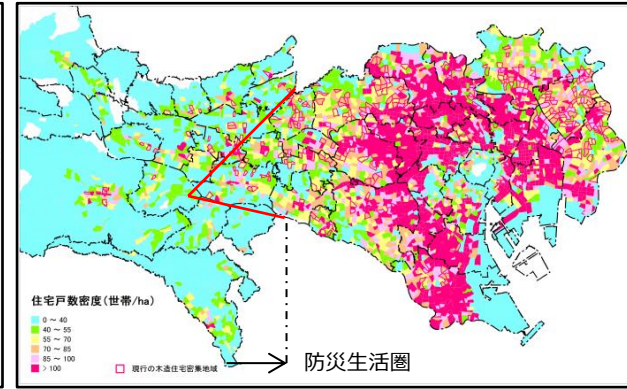 住宅戸数密度(世帯/ha)
0 ～ 40
40 ～ 55
55 ～ 70
70 ～ 85
85 ～ 100
> 100
現行の木造住宅密集地域
防災生活圏